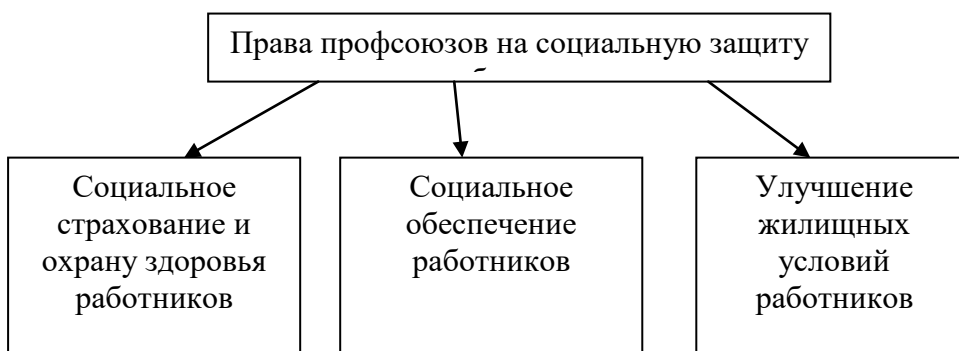 Права профсоюзов на социальную защиту
Социальное
страхование и
охрану здоровья
работников
Социальное
обеспечение
работников
Улучшение
жилищных
условий
работников